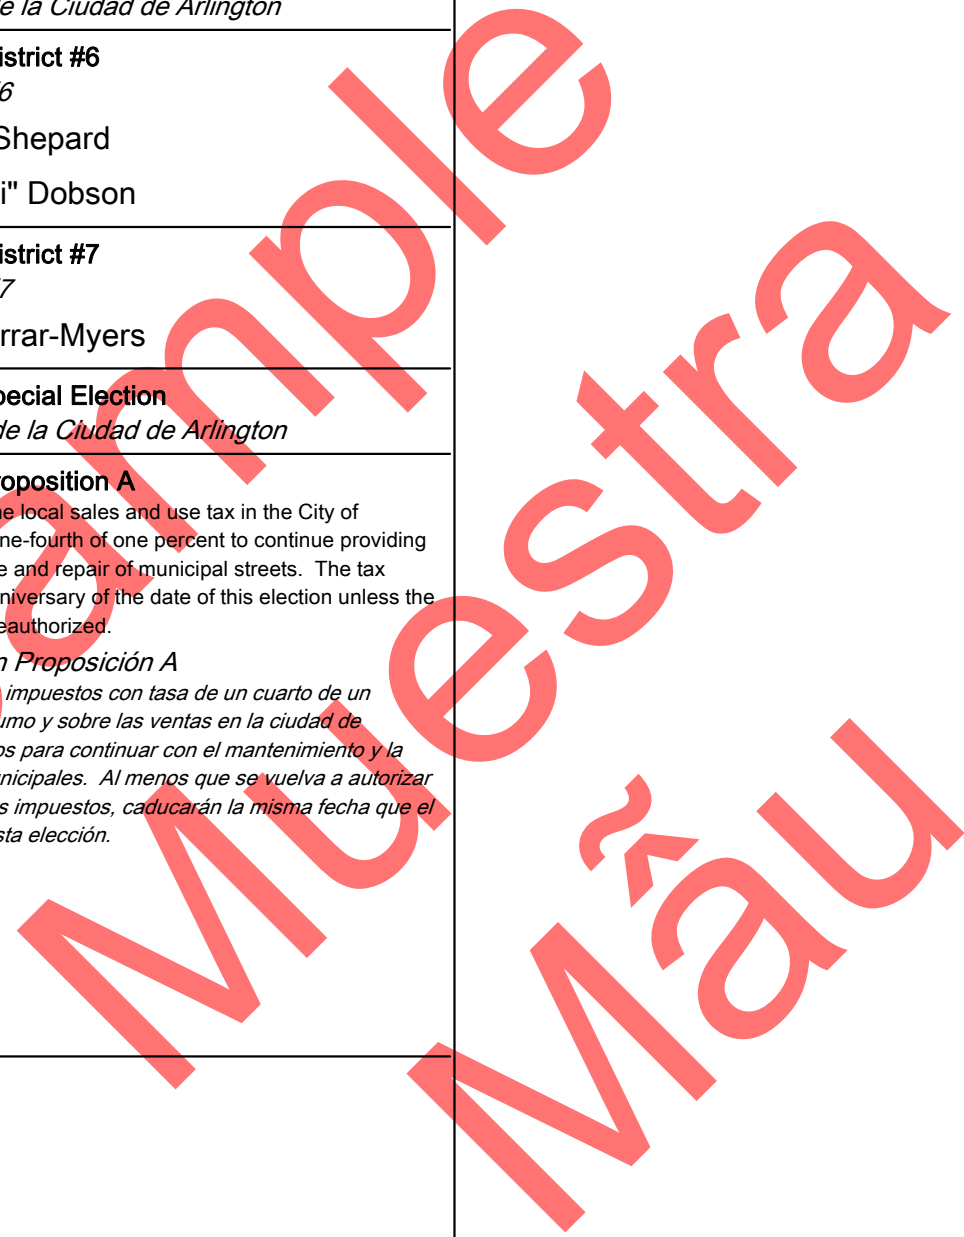 de la Ciudad de Arlington
istrict #6
6
Shepard
i" Dobson
istrict #7
7
rrar-Myers
pecial Election
de la Ciudad de Arlington
roposition A
he local sales and use tax in the City of
ne-fourth of one percent to continue providing
e and repair of municipal streets.  The tax
niversary of the date of this election unless the
eauthorized.
n Proposición A
impuestos con tasa de un cuarto de un
umo y sobre las ventas en la ciudad de
os para continuar con el mantenimiento y la
unicipales.  Al menos que se vuelva a autorizar
s impuestos, caducarán la misma fecha que el
sta elección.
Sample
Muestra
Mẫu